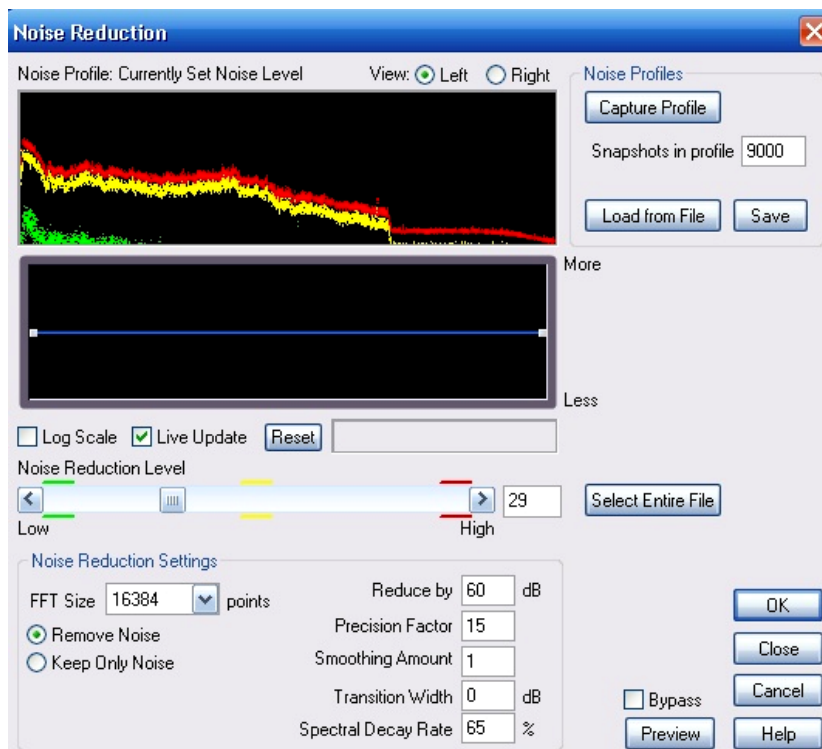 Noise Reduction
Noise Profile: Currently Set Noise Level View: Left Right Noise Profiles
Capture Profile
Snapshots in profile 9000
Load from File Save
More
Less
Log Scale Live Update Reset
Noise Reduction Level
29 Select Entire File
Low High
Noise Reduction Settings
FFT Size 16384 points
Remove Noise
Keep Only Noise
Reduce by 60 dB
Precision Factor 15
Smoothing Amount 1
Transition Width 0 dB
Spectral Decay Rate 65 %
OK
Close
Bypass Cancel
Preview Help